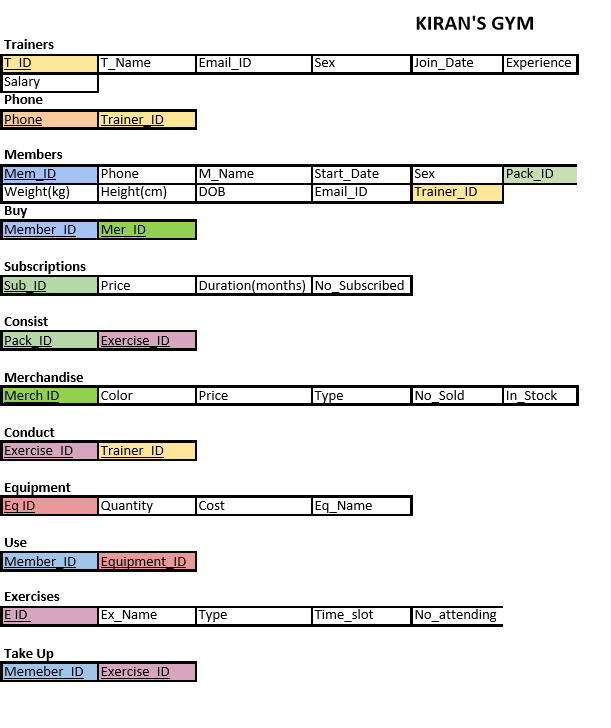 KIRAN'S GYM
Trainers
T_ID T_Name Email_ID Sex Join_Date Experience
Salary
Phone
Phone Trainer_ID
Members
Mem_ID Phone M_Name Start_Date Sex Pack_ID
Weight(kg) Height(cm) DOB Email_ID Trainer_ID
Buy
Member_ID Mer_ID
Subscriptions
Sub_ID Price Duration(months) No_Subscribed
Consist
Pack_ID Exercise_ID
Merchandise
Merch ID Color Price Type No_Sold In_Stock
Conduct
Exercise_ID Trainer_ID
Equipment
Eq ID Quantity Cost Eq_Name
Use
Member_ID Equipment_ID
Exercises
E ID Ex_Name Type Time_slot No_attending
Take Up
Memeber_ID Exercise_ID